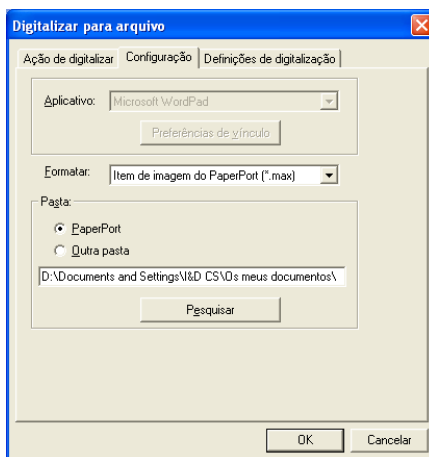 Digitalizar para arquivo
Ação de digitalizar Configuração Definições de digitalização
Aplicativo: Microsoft WordPad
Preferências de vínculo
Formatar: Item de imagem do PaperPort (*.max)
Pasta:
PaperPort
Outra pasta
D:\Documents and Settings\I&D CS\Os meus documentos\
Pesquisar
OK Cancelar